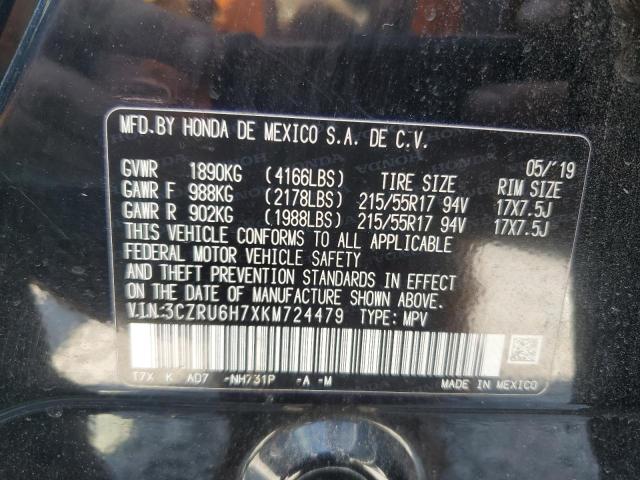 MFD. BY HONDA DE MEXICO S.A. DE C.V.
05/'19
GVWR 1890KG (4166LBS) TIRE SIZE RIM SIZE
GAWR F 988KG (2178LBS) 215/55R17 94V 17X7.5J
GAWR R 902KG (1988LBS) 215/55R17 94V 17X7.5J
THIS VEHICLE CONFORMS TO ALL APPLICABLE
FEDERAL MOTOR VEHICLE SAFETY
AND THEFT PREVENTION STANDARDS IN EFFECT
ON THE DATE OF MANUFACTURE SHOWN ABOVE.
V.I.N:3CZRU6H7XKM724479 TYPE: MPV
T7X K AD7 -NH731P -A -M
MADE IN MEXICO